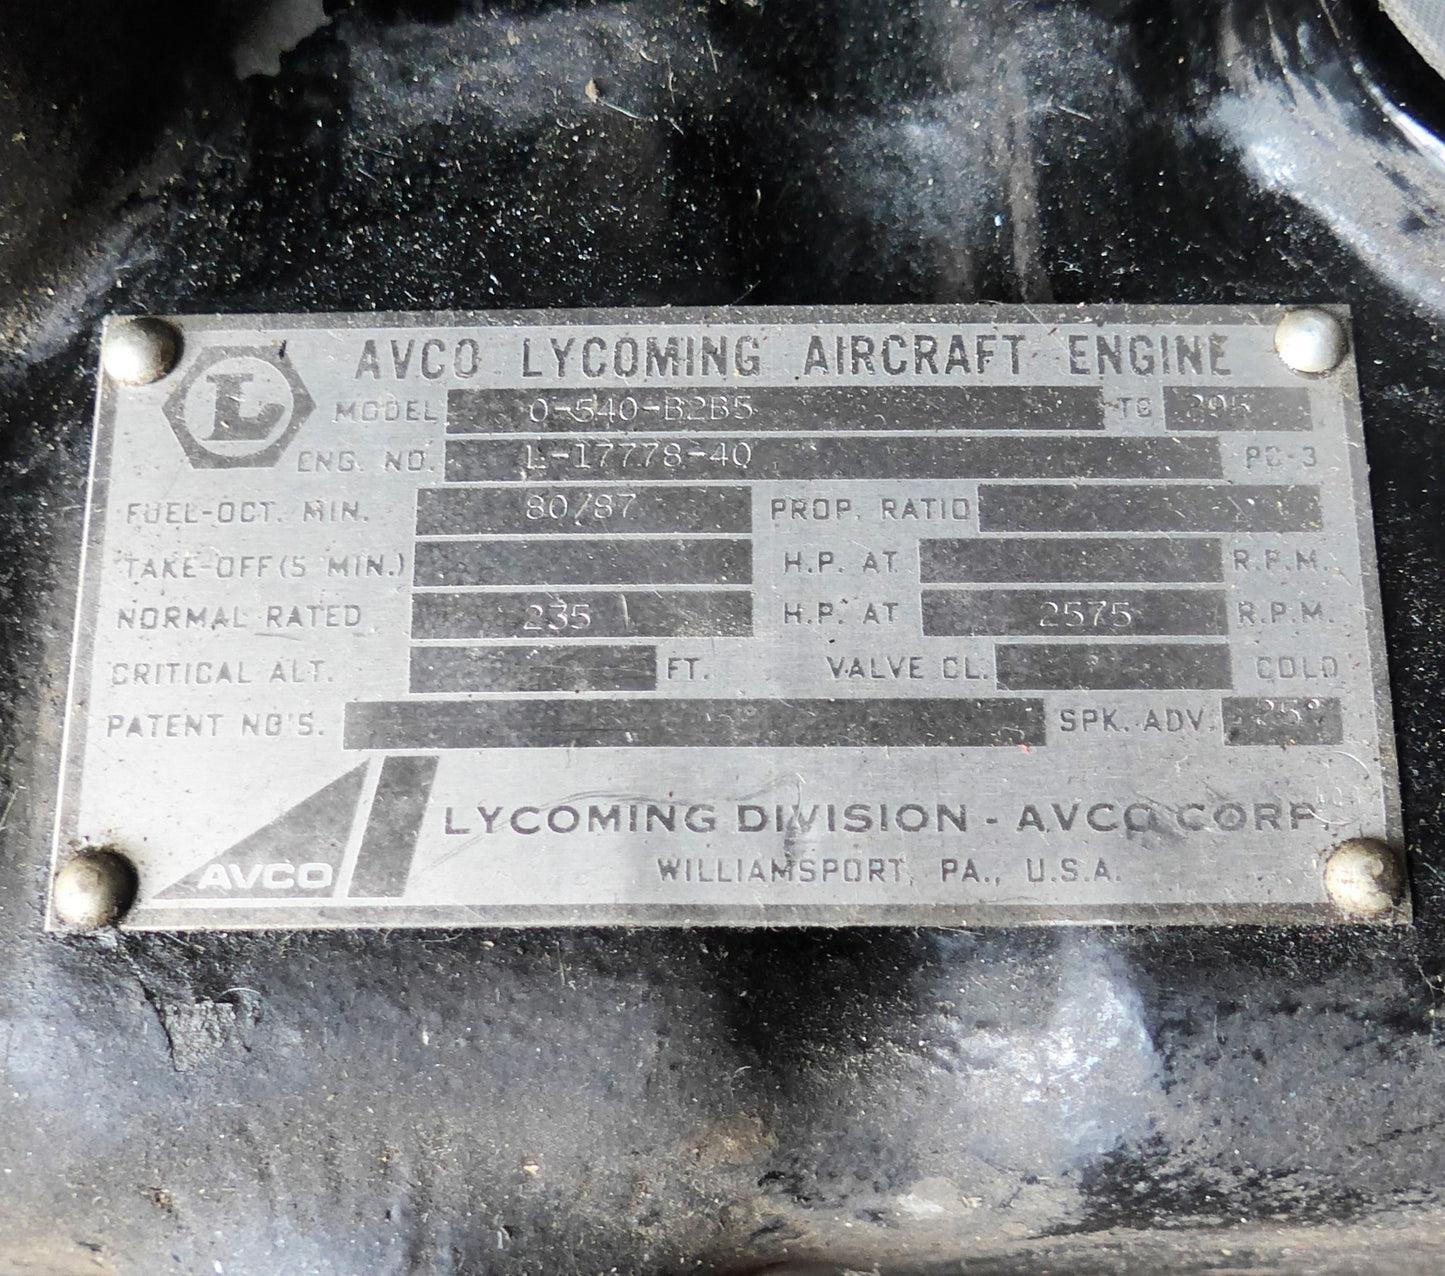 L
AVCO LYCOMING AIRCRAFT ENGINE
MODEL O-540-B2B5 TC 295
ENG. NO. L-17778-40 PC-3
FUEL-OCT. MIN. 80/87 PROP. RATIO
TAKE-OFF (5 MIN.) H.P. AT R.P.M.
NORMAL RATED 235 H.P. AT 2575 R.P.M.
CRITICAL ALT. FT. VALVE CL. COLD
PATENT NO'S. SPK. ADV. 25°
LYCOMING DIVISION - AVCO CORP.
AVCO WILLIAMSPORT, PA., U.S.A.